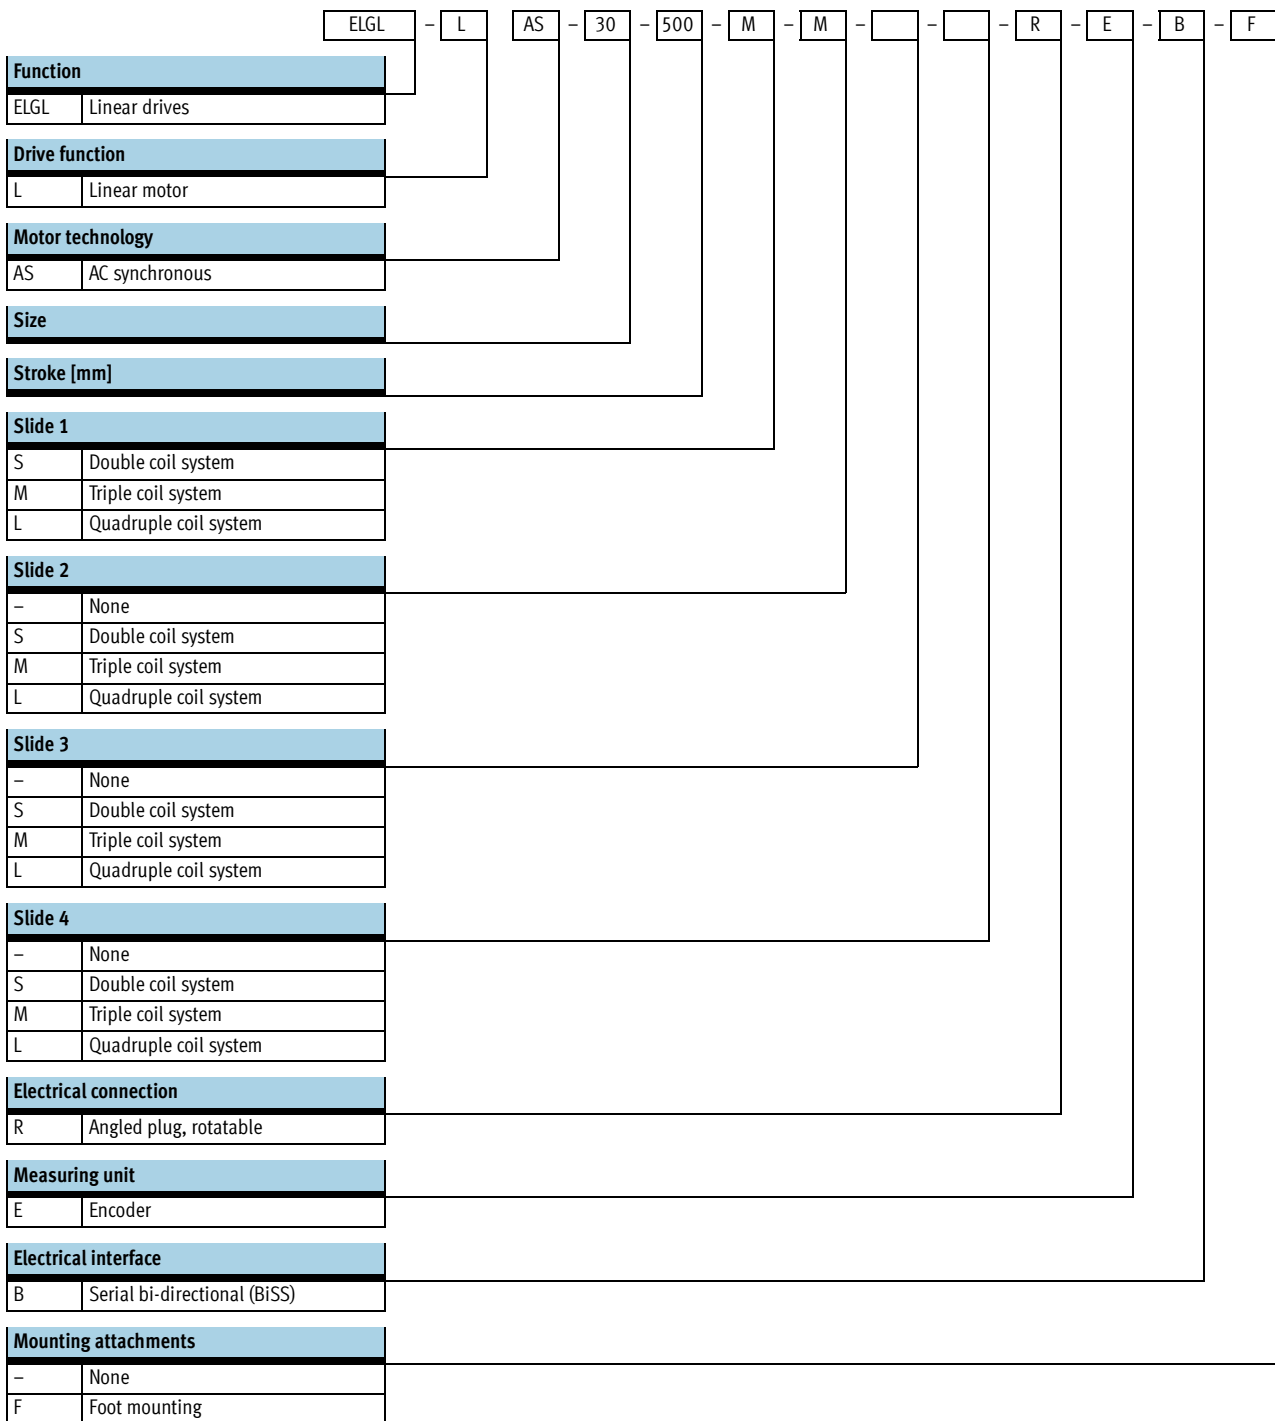 ELGL – L AS – 30 – 500 – M – M – – – R – E – B – F
Function
ELGL Linear drives
Drive function
L Linear motor
Motor technology
AS AC synchronous
Size
Stroke [mm]
Slide 1
S Double coil system
M Triple coil system
L Quadruple coil system
Slide 2
– None
S Double coil system
M Triple coil system
L Quadruple coil system
Slide 3
– None
S Double coil system
M Triple coil system
L Quadruple coil system
Slide 4
– None
S Double coil system
M Triple coil system
L Quadruple coil system
Electrical connection
R Angled plug, rotatable
Measuring unit
E Encoder
Electrical interface
B Serial bi-directional (BiSS)
Mounting attachments
– None
F Foot mounting